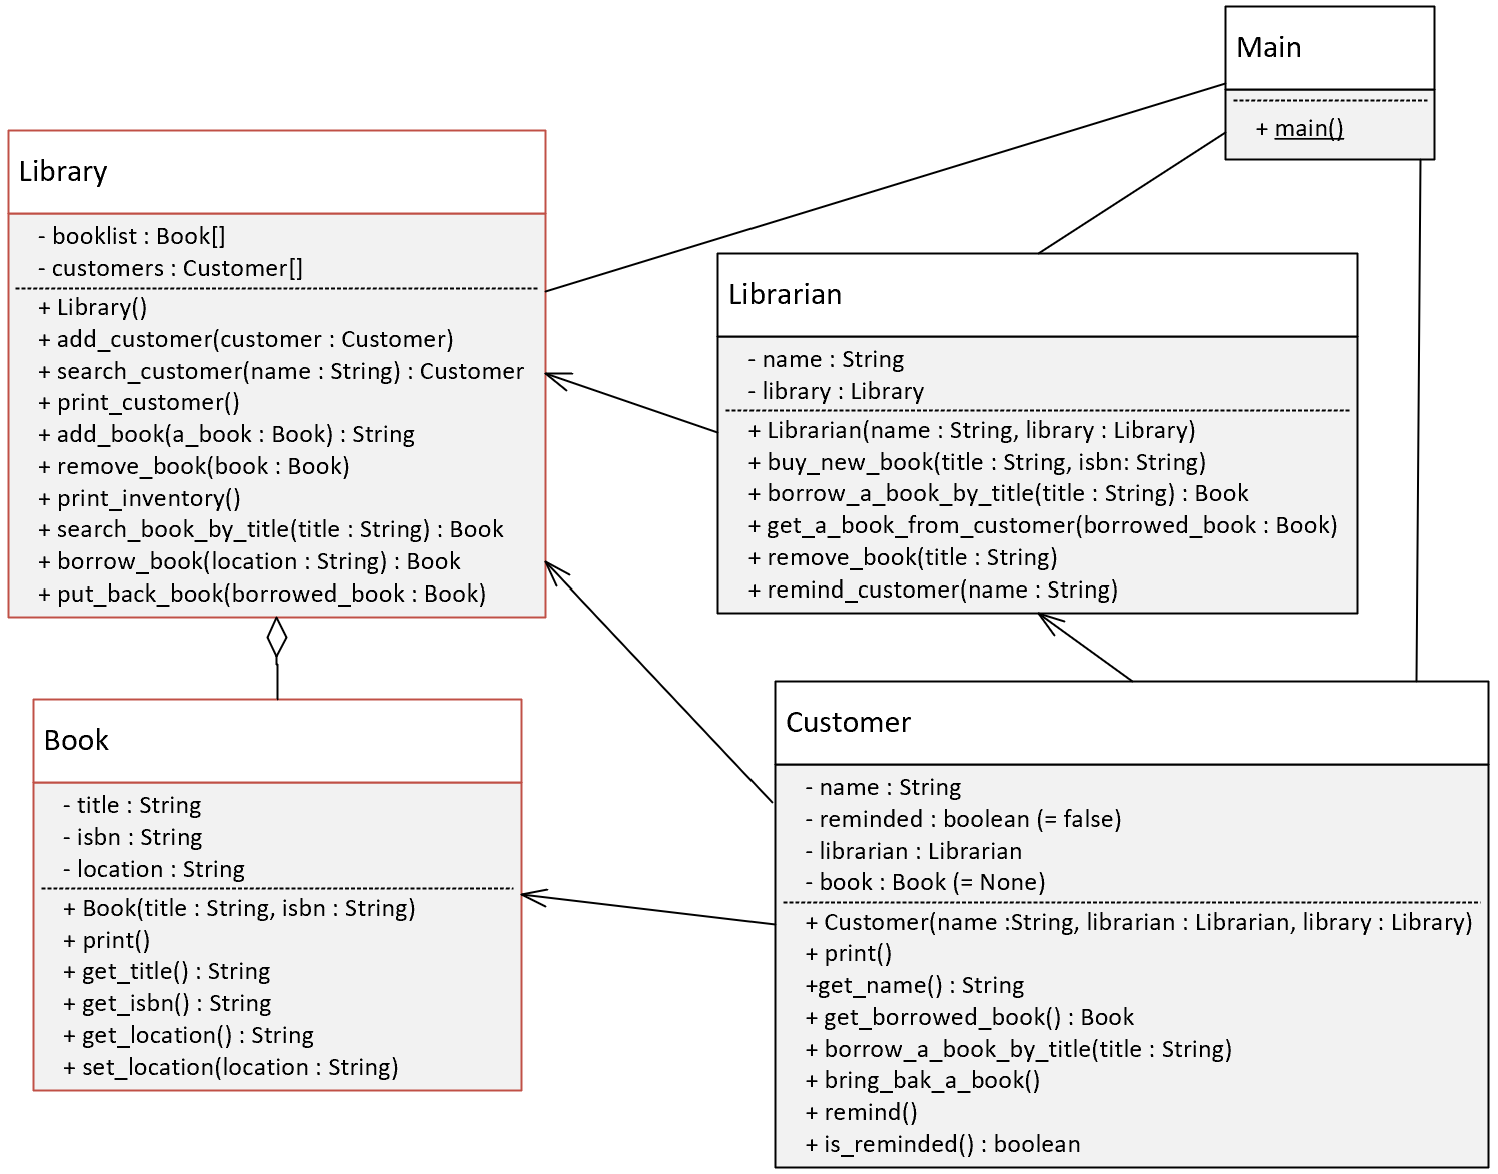 Main
+ main()
Library
- booklist : Book[]
- customers : Customer[]
+ Library()
+ add_customer(customer : Customer)
+ search_customer(name : String) : Customer
+ print_customer()
+ add_book(a_book : Book) : String
+ remove_book(book : Book)
+ print_inventory()
+ search_book_by_title(title : String) : Book
+ borrow_book(location : String) : Book
+ put_back_book(borrowed_book : Book)
Librarian
- name : String
- library : Library
+ Librarian(name : String, library : Library)
+ buy_new_book(title : String, isbn: String)
+ borrow_a_book_by_title(title : String) : Book
+ get_a_book_from_customer(borrowed_book : Book)
+ remove_book(title : String)
+ remind_customer(name : String)
Book
- title : String
- isbn : String
- location : String
+ Book(title : String, isbn : String)
+ print()
+ get_title() : String
+ get_isbn() : String
+ get_location() : String
+ set_location(location : String)
Customer
- name : String
- reminded : boolean (= false)
- librarian : Librarian
- book : Book (= None)
+ Customer(name :String, librarian : Librarian, library : Library)
+ print()
+get_name() : String
+ get_borrowed_book() : Book
+ borrow_a_book_by_title(title : String)
+ bring_bak_a_book()
+ remind()
+ is_reminded() : boolean